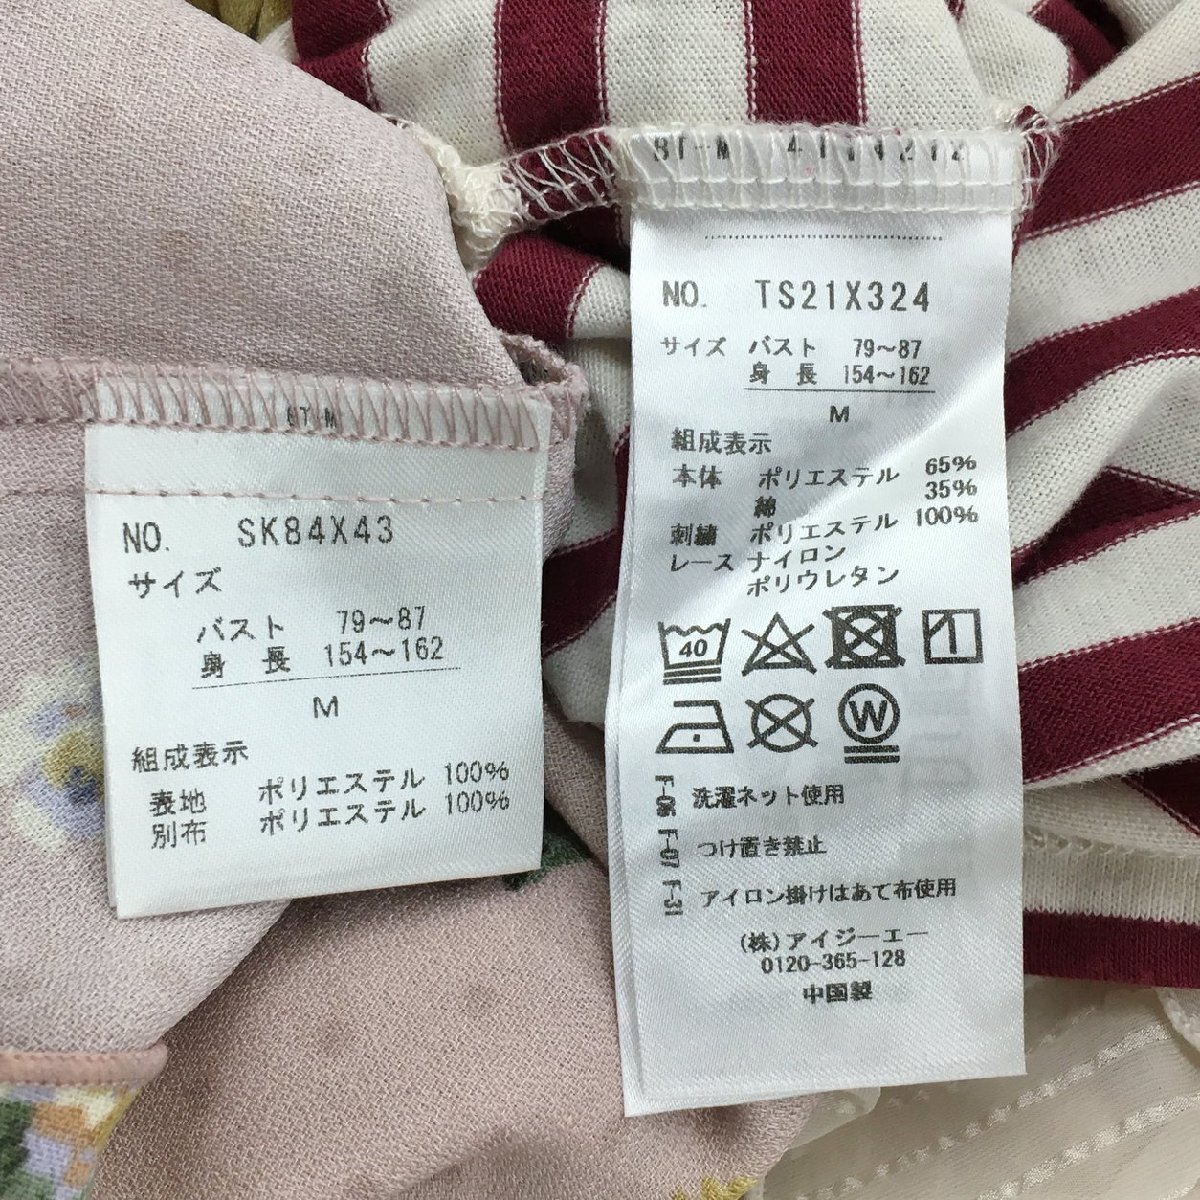 NO. SK84X43
サイズ
バスト 79～87
身長 154～162
M
組成表示
表地 ポリエステル 100%
別布 ポリエステル 100%
NO. TS21X324
サイズ バスト 79～87
身長 154～162
M
組成表示
本体 ポリエステル 65%
綿 35%
刺繍 ポリエステル 100%
レース ナイロン
ポリウレタン
40
W
F-06 洗濯ネット使用
F-07 つけ置き禁止
F-31 アイロン掛けはあて布使用
(株)アイジーエー
0120-365-128
中国製